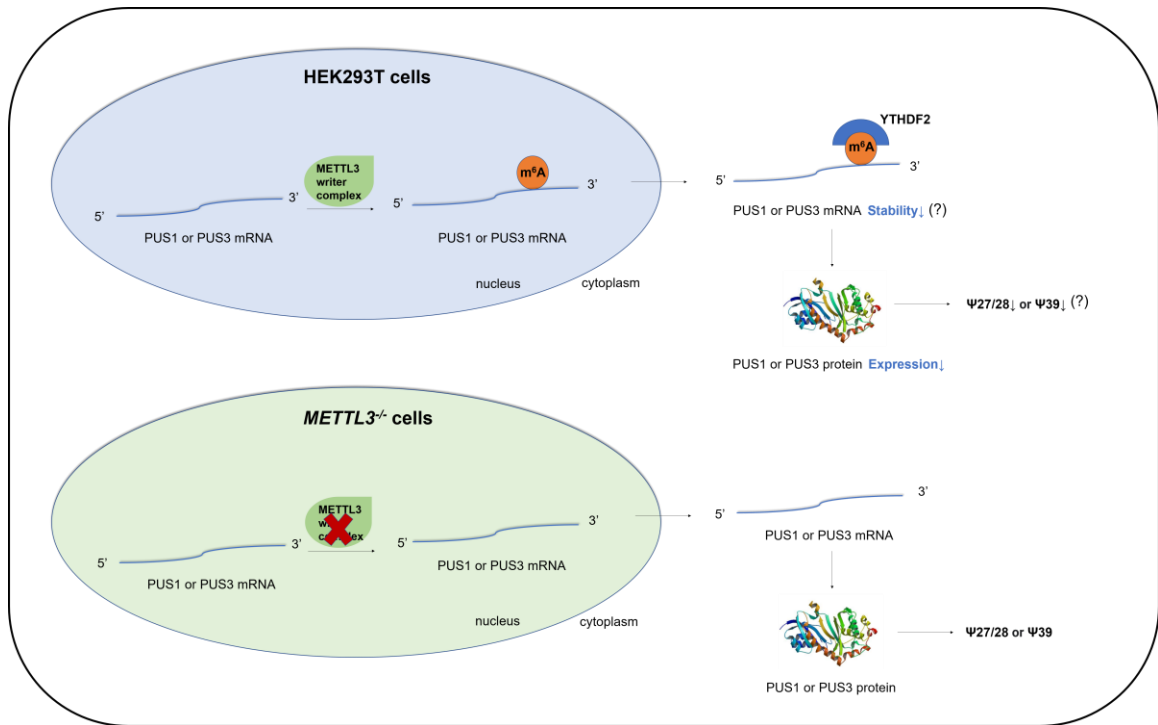 HEK293T cells
METTL3
writer
complex
m⁶A
5’
3’
PUS1 or PUS3 mRNA
3’
PUS1 or PUS3 mRNA
nucleus
cytoplasm
YTHDF2
m⁶A
5’
3’
PUS1 or PUS3 mRNA Stability↓ (?)
Ψ27/28↓ or Ψ39↓ (?)
PUS1 or PUS3 protein Expression↓
METTL3-/- cells
METTL3
5’
3’
PUS1 or PUS3 mRNA
5’
3’
PUS1 or PUS3 mRNA
nucleus
cytoplasm
5’
3’
PUS1 or PUS3 mRNA
Ψ27/28 or Ψ39
PUS1 or PUS3 protein